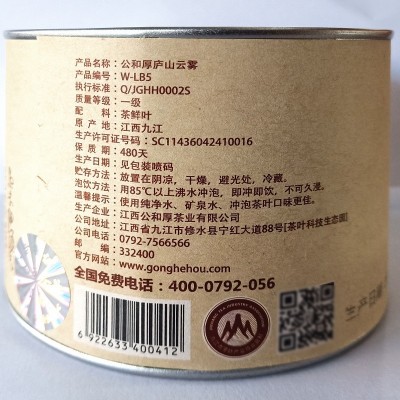 产品名称：公和厚庐山云雾
产品编号：W-LB5
执行标准：Q/JGHH0002S
质量等级：一级
配　　料：茶鲜叶
原 产 地：江西九江
生产许可证号码：SC11436042410016
保 质 期：480天
生产日期：见包装喷码
贮存方法：放置在阴凉，干燥，避光处，冷藏。
泡饮方法：用85℃以上沸水冲泡，即冲即饮，不可久浸。
温馨提示：使用纯净水、矿泉水、冲泡茶叶口味更佳。
生产企业：江西公和厚茶业有限公司
地　　址：江西省九江市修水县宁红大道88号[茶叶科技生态园]
电　　话：0792-7566566
邮　　编：332400
官方网站：www.gonghehou.com
全国免费电话：400-0792-056
6 922633 400412
生产日期